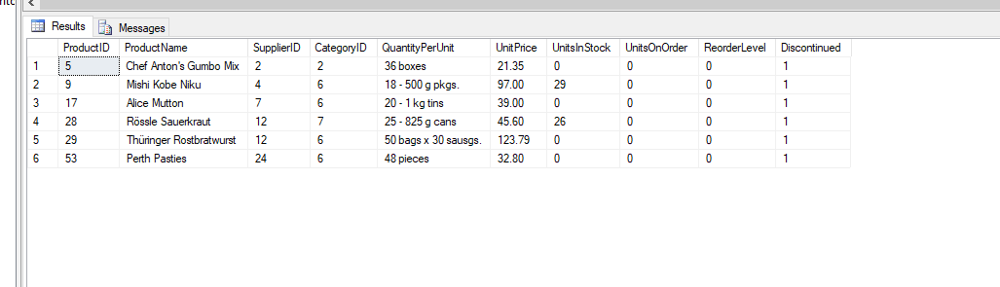 Results Messages
ProductID ProductName SupplierID CategoryID QuantityPerUnit UnitPrice UnitsInStock UnitsOnOrder ReorderLevel Discontinued
1 5 Chef Anton's Gumbo Mix 2 2 36 boxes 21.35 0 0 0 1
2 9 Mishi Kobe Niku 4 6 18 - 500 g pkgs. 97.00 29 0 0 1
3 17 Alice Mutton 7 6 20 - 1 kg tins 39.00 0 0 0 1
4 28 Rössle Sauerkraut 12 7 25 - 825 g cans 45.60 26 0 0 1
5 29 Thüringer Rostbratwurst 12 6 50 bags x 30 sausgs. 123.79 0 0 0 1
6 53 Perth Pasties 24 6 48 pieces 32.80 0 0 0 1